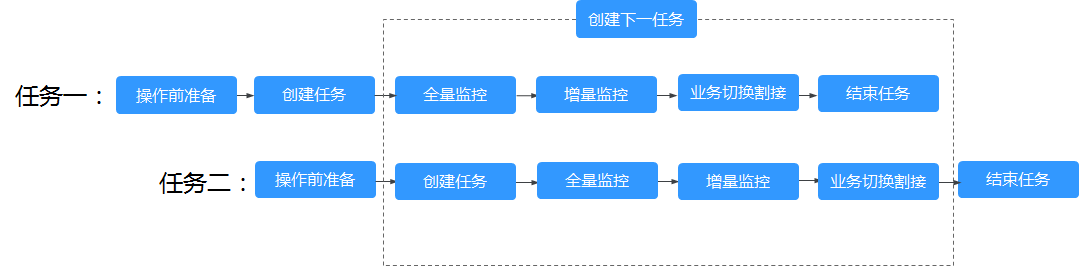 创建下一任务
任务一：
操作前准备
创建任务
全量监控
增量监控
业务切换割接
结束任务
任务二：
操作前准备
创建任务
全量监控
增量监控
业务切换割接
结束任务